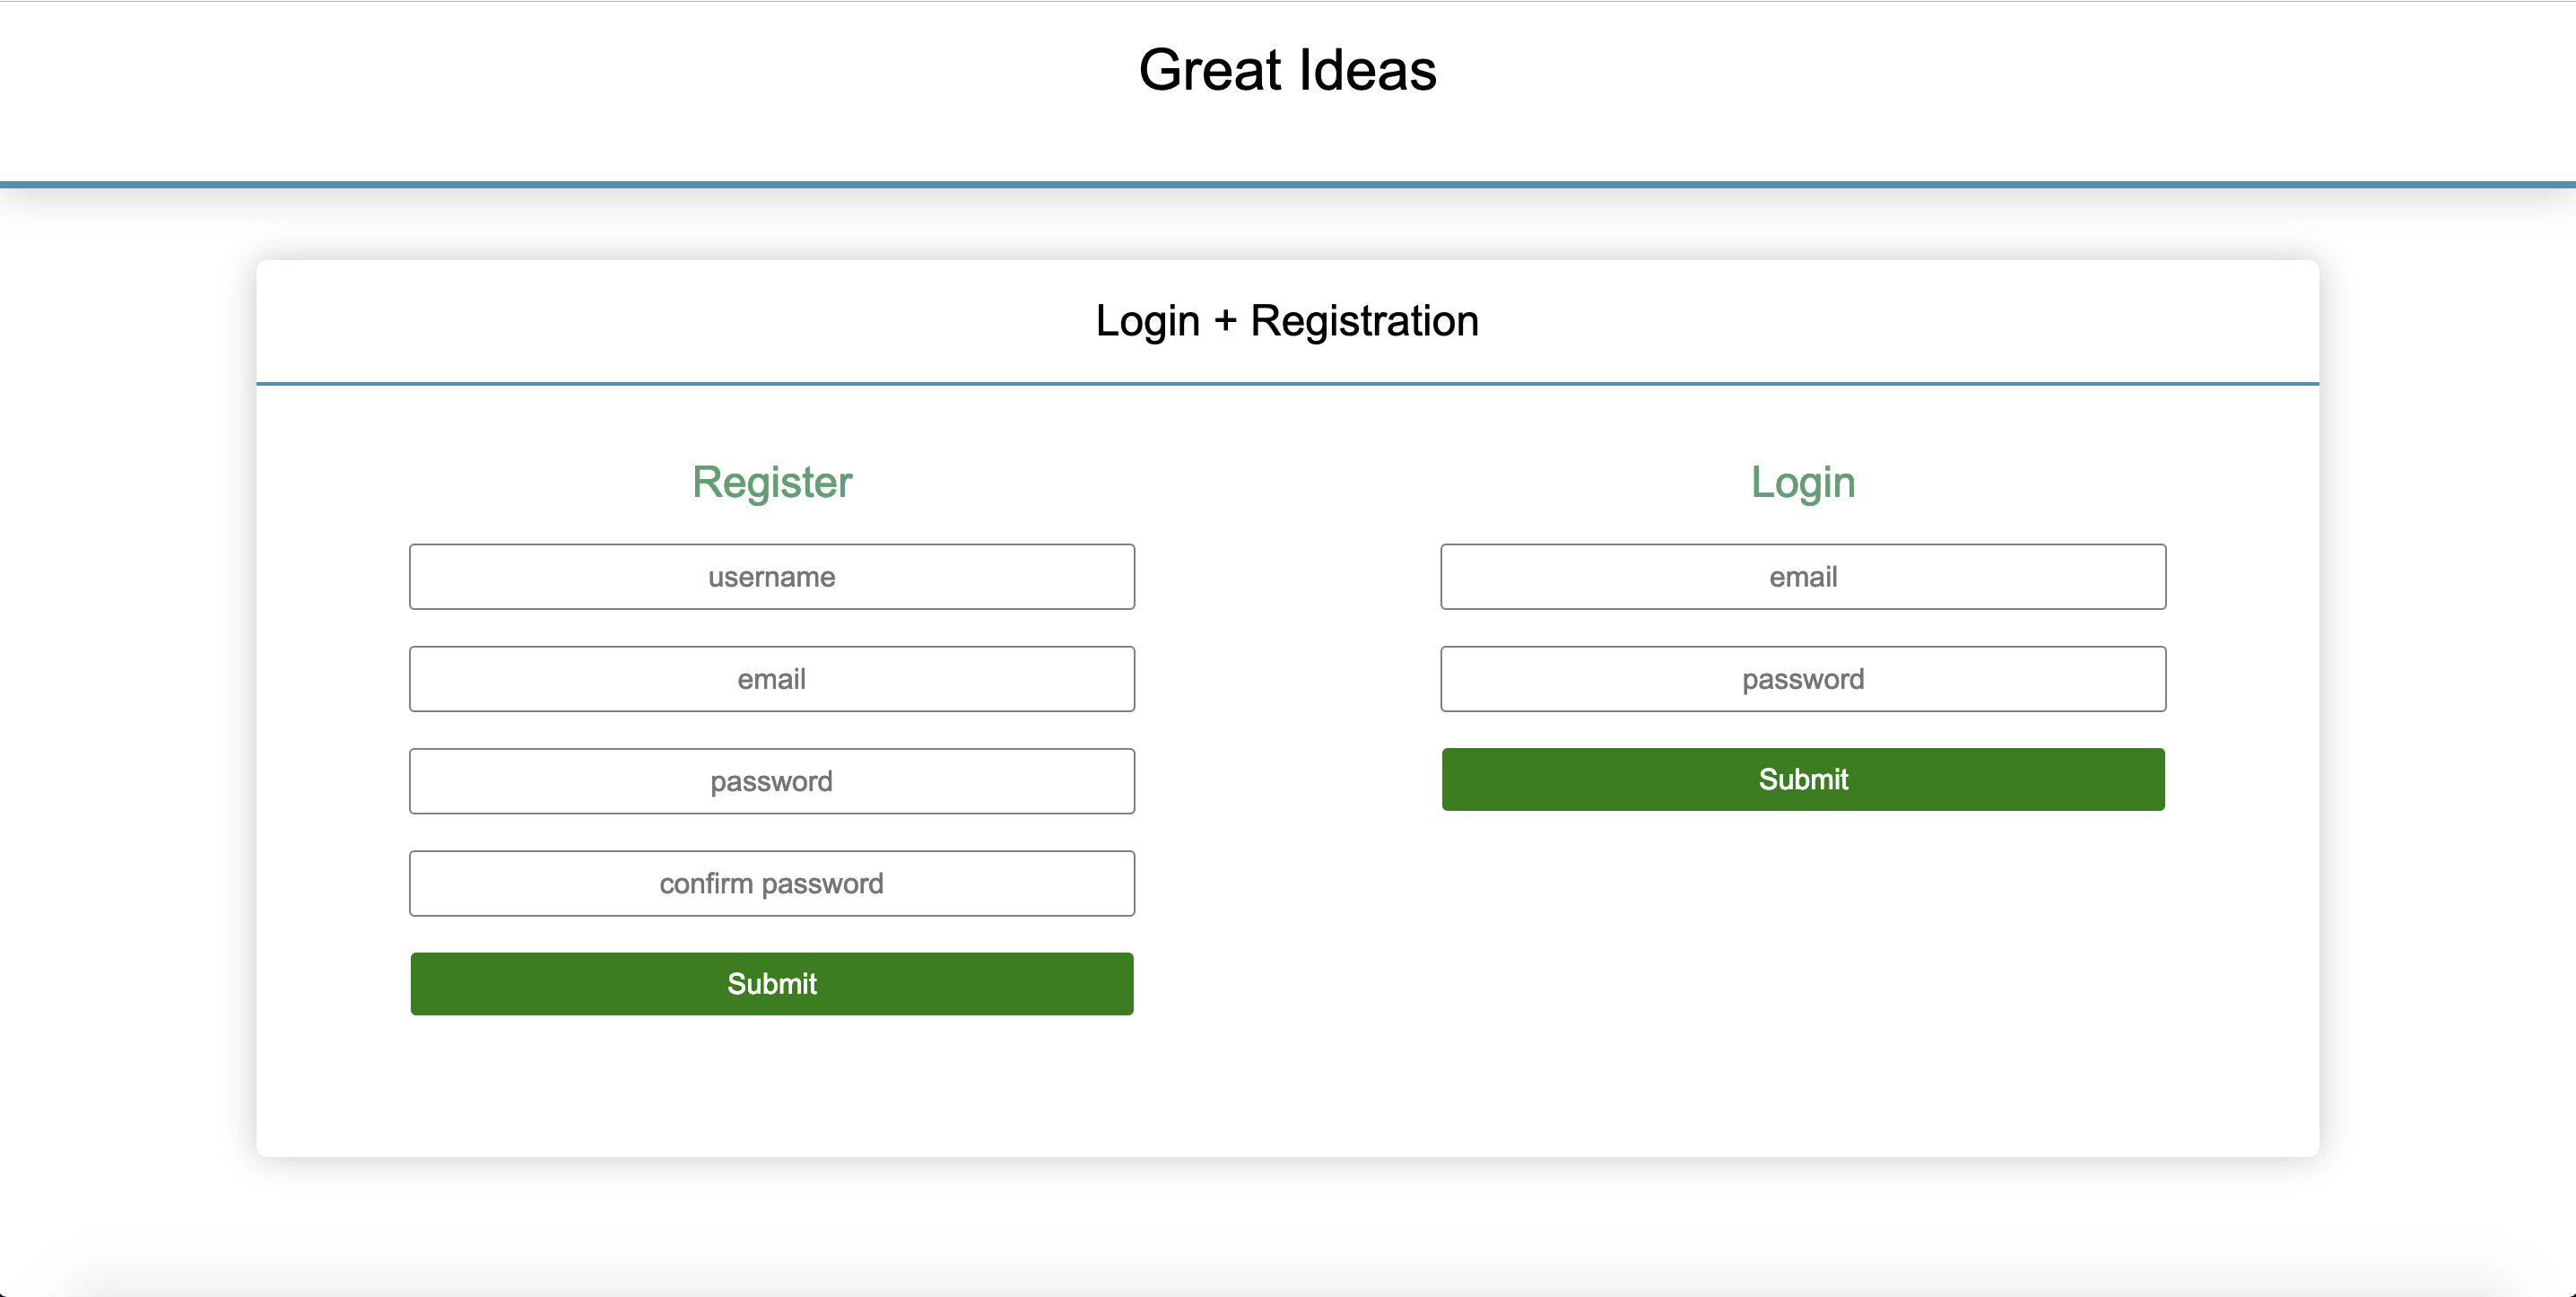 Great Ideas
Login + Registration
Register
username
email
password
confirm password
Submit
Login
email
password
Submit